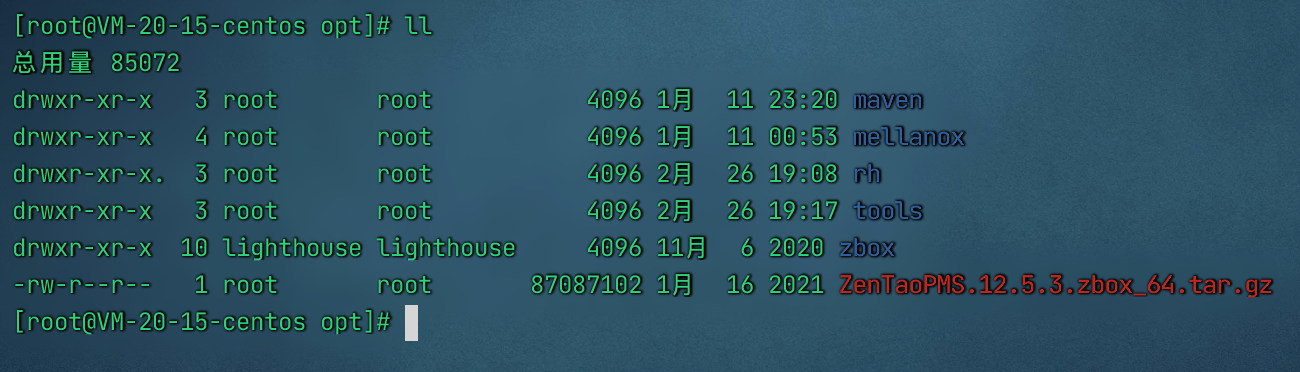 [root@VM-20-15-centos opt]# ll
总用量 85072
drwxr-xr-x   3 root       root           4096 1月   11 23:20 maven
drwxr-xr-x   4 root       root           4096 1月   11 00:53 mellanox
drwxr-xr-x.  3 root       root           4096 2月   26 19:08 rh
drwxr-xr-x   3 root       root           4096 2月   26 19:17 tools
drwxr-xr-x  10 lighthouse lighthouse     4096 11月   6 2020 zbox
-rw-r--r--   1 root       root       87087102 1月   16 2021 ZenTaoPMS.12.5.3.zbox_64.tar.gz
[root@VM-20-15-centos opt]#